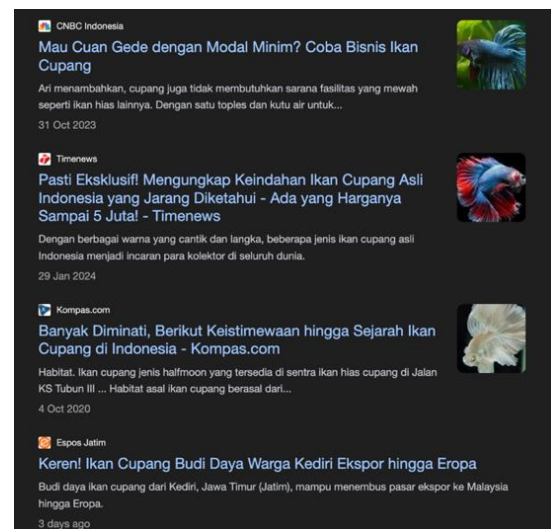 CNBC Indonesia
Mau Cuan Gede dengan Modal Minim? Coba Bisnis Ikan
Cupang
Ari menambahkan, cupang juga tidak membutuhkan sarana fasilitas yang mewah
seperti ikan hias lainnya. Dengan satu toples dan kutu air untuk...
31 Oct 2023
Timenews
Pasti Eksklusif! Mengungkap Keindahan Ikan Cupang Asli
Indonesia yang Jarang Diketahui - Ada yang Harganya
Sampai 5 Juta! - Timenews
Dengan berbagai warna yang cantik dan langka, beberapa jenis ikan cupang asli
Indonesia menjadi incaran para kolektor di seluruh dunia.
29 Jan 2024
Kompas.com
Banyak Diminati, Berikut Keistimewaan hingga Sejarah Ikan
Cupang di Indonesia - Kompas.com
Habitat. Ikan cupang jenis halfmoon yang tersedia di sentra ikan hias cupang di Jalan
KS Tubun III ... Habitat asal ikan cupang berasal dari...
4 Oct 2020
Espos Jatim
Keren! Ikan Cupang Budi Daya Warga Kediri Ekspor hingga Eropa
Budi daya ikan cupang dari Kediri, Jawa Timur (Jatim), mampu menembus pasar ekspor ke Malaysia
hingga Eropa.
3 days ago